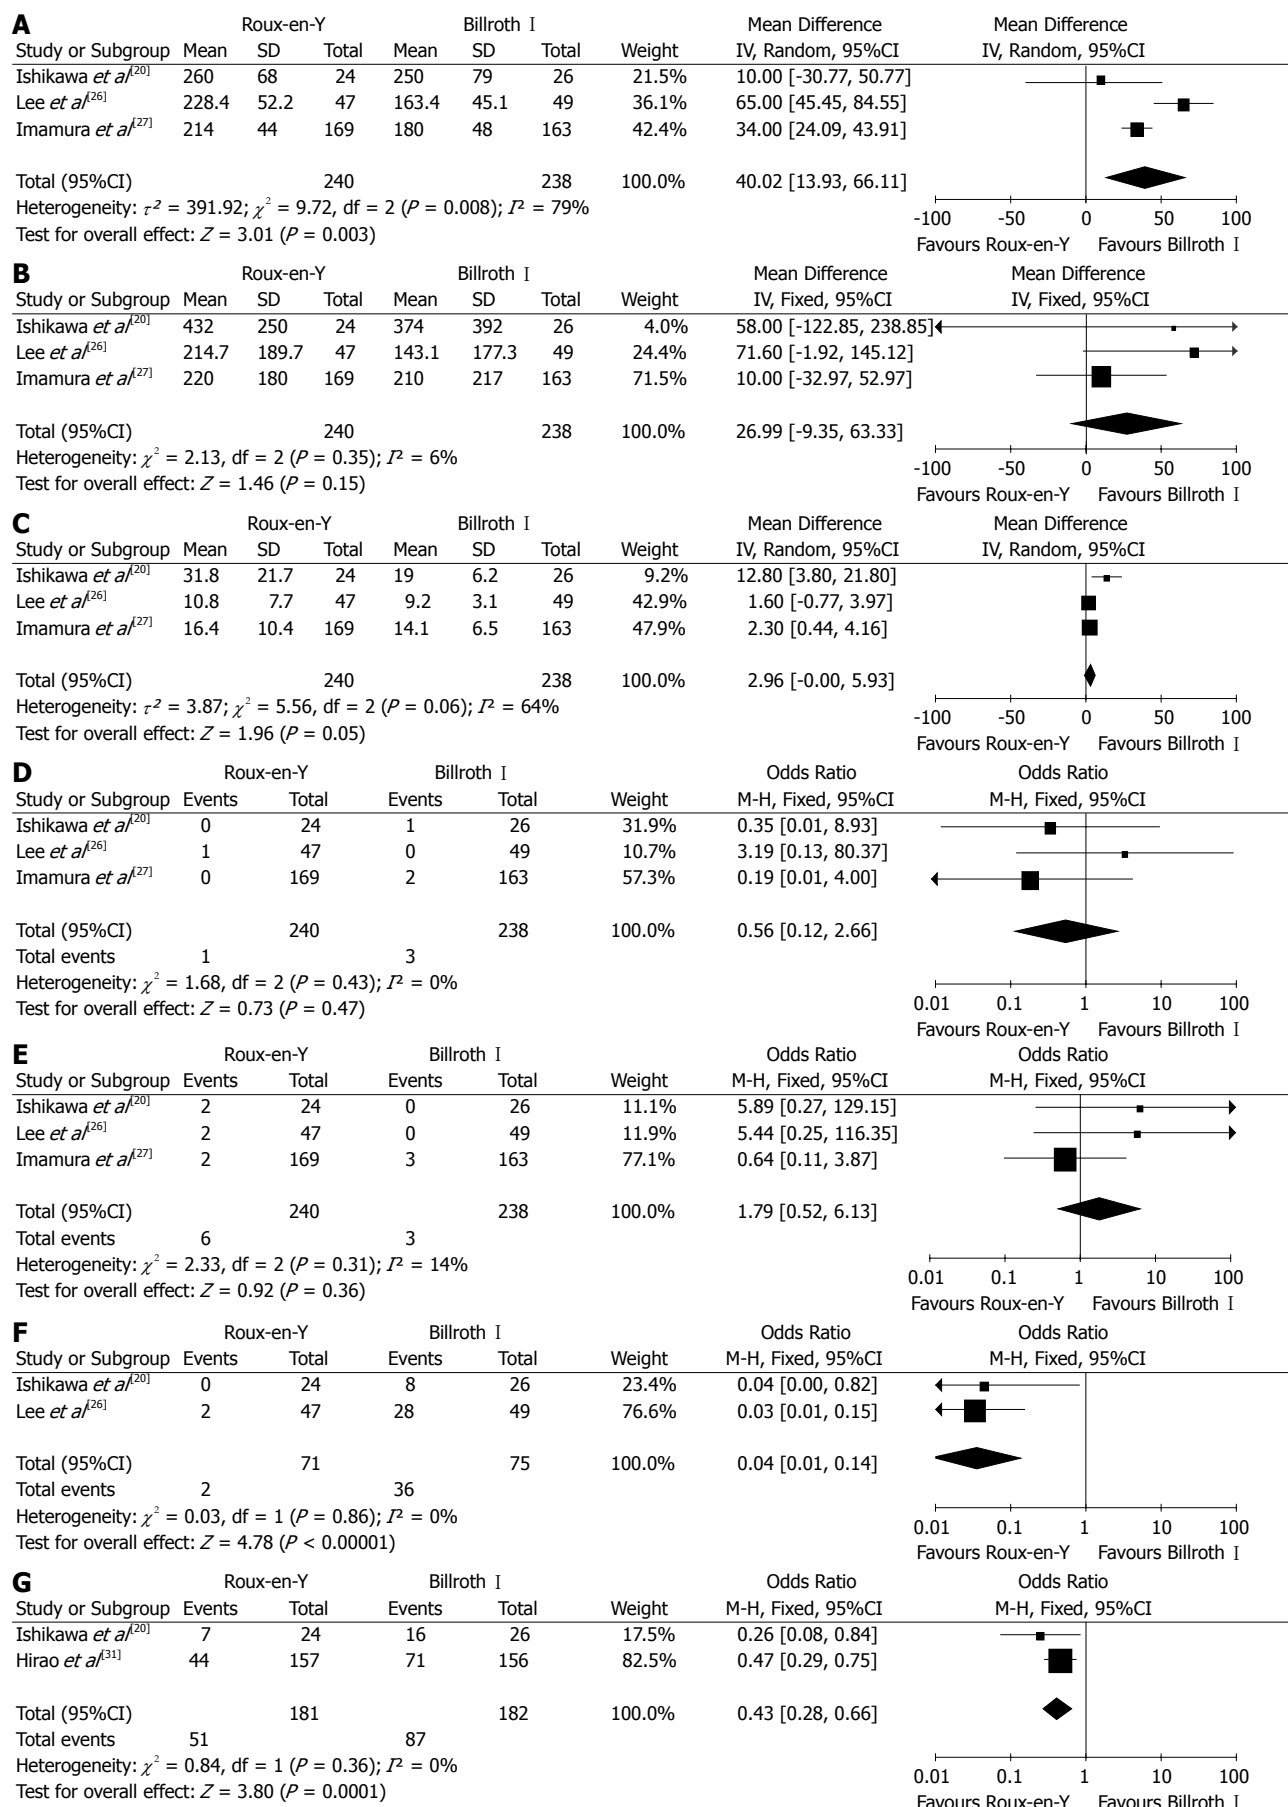 A Roux-en-Y Billroth Ⅰ Mean Difference Mean Difference
Study or Subgroup Mean SD Total Mean SD Total Weight IV, Random, 95%CI IV, Random, 95%CI
Ishikawa et al[20] 260 68 24 250 79 26 21.5% 10.00 [-30.77, 50.77]
Lee et al[26] 228.4 52.2 47 163.4 45.1 49 36.1% 65.00 [45.45, 84.55]
Imamura et al[27] 214 44 169 180 48 163 42.4% 34.00 [24.09, 43.91]
Total (95%CI) 240 238 100.0% 40.02 [13.93, 66.11]
Heterogeneity: τ² = 391.92; χ² = 9.72, df = 2 (P = 0.008); I² = 79%
-100 -50 0 50 100
Test for overall effect: Z = 3.01 (P = 0.003)
Favours Roux-en-Y Favours Billroth Ⅰ
B Roux-en-Y Billroth Ⅰ Mean Difference Mean Difference
Study or Subgroup Mean SD Total Mean SD Total Weight IV, Fixed, 95%CI IV, Fixed, 95%CI
Ishikawa et al[20] 432 250 24 374 392 26 4.0% 58.00 [-122.85, 238.85]
Lee et al[26] 214.7 189.7 47 143.1 177.3 49 24.4% 71.60 [-1.92, 145.12]
Imamura et al[27] 220 180 169 210 217 163 71.5% 10.00 [-32.97, 52.97]
Total (95%CI) 240 238 100.0% 26.99 [-9.35, 63.33]
Heterogeneity: χ² = 2.13, df = 2 (P = 0.35); I² = 6%
-100 -50 0 50 100
Test for overall effect: Z = 1.46 (P = 0.15)
Favours Roux-en-Y Favours Billroth Ⅰ
C Roux-en-Y Billroth Ⅰ Mean Difference Mean Difference
Study or Subgroup Mean SD Total Mean SD Total Weight IV, Random, 95%CI IV, Random, 95%CI
Ishikawa et al[20] 31.8 21.7 24 19 6.2 26 9.2% 12.80 [3.80, 21.80]
Lee et al[26] 10.8 7.7 47 9.2 3.1 49 42.9% 1.60 [-0.77, 3.97]
Imamura et al[27] 16.4 10.4 169 14.1 6.5 163 47.9% 2.30 [0.44, 4.16]
Total (95%CI) 240 238 100.0% 2.96 [-0.00, 5.93]
Heterogeneity: τ² = 3.87; χ² = 5.56, df = 2 (P = 0.06); I² = 64%
-100 -50 0 50 100
Test for overall effect: Z = 1.96 (P = 0.05)
Favours Roux-en-Y Favours Billroth Ⅰ
D Roux-en-Y Billroth Ⅰ Odds Ratio Odds Ratio
Study or Subgroup Events Total Events Total Weight M-H, Fixed, 95%CI M-H, Fixed, 95%CI
Ishikawa et al[20] 0 24 1 26 31.9% 0.35 [0.01, 8.93]
Lee et al[26] 1 47 0 49 10.7% 3.19 [0.13, 80.37]
Imamura et al[27] 0 169 2 163 57.3% 0.19 [0.01, 4.00]
Total (95%CI) 240 238 100.0% 0.56 [0.12, 2.66]
Total events 1 3
Heterogeneity: χ² = 1.68, df = 2 (P = 0.43); I² = 0%
0.01 0.1 1 10 100
Test for overall effect: Z = 0.73 (P = 0.47)
Favours Roux-en-Y Favours Billroth Ⅰ
E Roux-en-Y Billroth Ⅰ Odds Ratio Odds Ratio
Study or Subgroup Events Total Events Total Weight M-H, Fixed, 95%CI M-H, Fixed, 95%CI
Ishikawa et al[20] 2 24 0 26 11.1% 5.89 [0.27, 129.15]
Lee et al[26] 2 47 0 49 11.9% 5.44 [0.25, 116.35]
Imamura et al[27] 2 169 3 163 77.1% 0.64 [0.11, 3.87]
Total (95%CI) 240 238 100.0% 1.79 [0.52, 6.13]
Total events 6 3
Heterogeneity: χ² = 2.33, df = 2 (P = 0.31); I² = 14%
0.01 0.1 1 10 100
Test for overall effect: Z = 0.92 (P = 0.36)
Favours Roux-en-Y Favours Billroth Ⅰ
F Roux-en-Y Billroth Ⅰ Odds Ratio Odds Ratio
Study or Subgroup Events Total Events Total Weight M-H, Fixed, 95%CI M-H, Fixed, 95%CI
Ishikawa et al[20] 0 24 8 26 23.4% 0.04 [0.00, 0.82]
Lee et al[26] 2 47 28 49 76.6% 0.03 [0.01, 0.15]
Total (95%CI) 71 75 100.0% 0.04 [0.01, 0.14]
Total events 2 36
Heterogeneity: χ² = 0.03, df = 1 (P = 0.86); I² = 0%
0.01 0.1 1 10 100
Test for overall effect: Z = 4.78 (P < 0.00001)
Favours Roux-en-Y Favours Billroth Ⅰ
G Roux-en-Y Billroth Ⅰ Odds Ratio Odds Ratio
Study or Subgroup Events Total Events Total Weight M-H, Fixed, 95%CI M-H, Fixed, 95%CI
Ishikawa et al[20] 7 24 16 26 17.5% 0.26 [0.08, 0.84]
Hirao et al[31] 44 157 71 156 82.5% 0.47 [0.29, 0.75]
Total (95%CI) 181 182 100.0% 0.43 [0.28, 0.66]
Total events 51 87
Heterogeneity: χ² = 0.84, df = 1 (P = 0.36); I² = 0%
0.01 0.1 1 10 100
Test for overall effect: Z = 3.80 (P = 0.0001)
Favours Roux-en-Y Favours Billroth Ⅰ